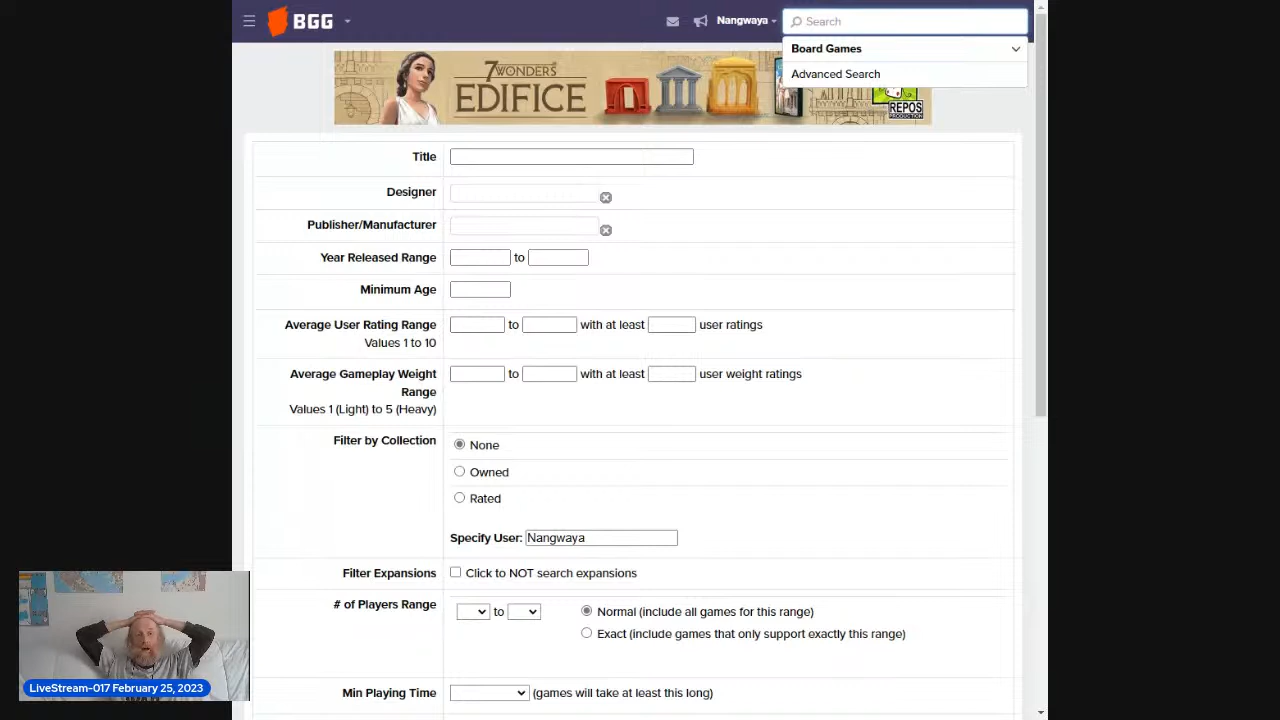 BGG
Nangwaya
Search
Board Games
Advanced Search
7 WONDERS
EDIFICE
REPOS
PRODUCTION
Title
Designer
Publisher/Manufacturer
Year Released Range
to
Minimum Age
Average User Rating Range
Values 1 to 10
to
with at least
user ratings
Average Gameplay Weight
Range
Values 1 (Light) to 5 (Heavy)
to
with at least
user weight ratings
Filter by Collection
None
Owned
Rated
Specify User: Nangwaya
Filter Expansions
Click to NOT search expansions
# of Players Range
to
Normal (include all games for this range)
Exact (include games that only support exactly this range)
Min Playing Time
(games will take at least this long)
LiveStream-017 February 25, 2023